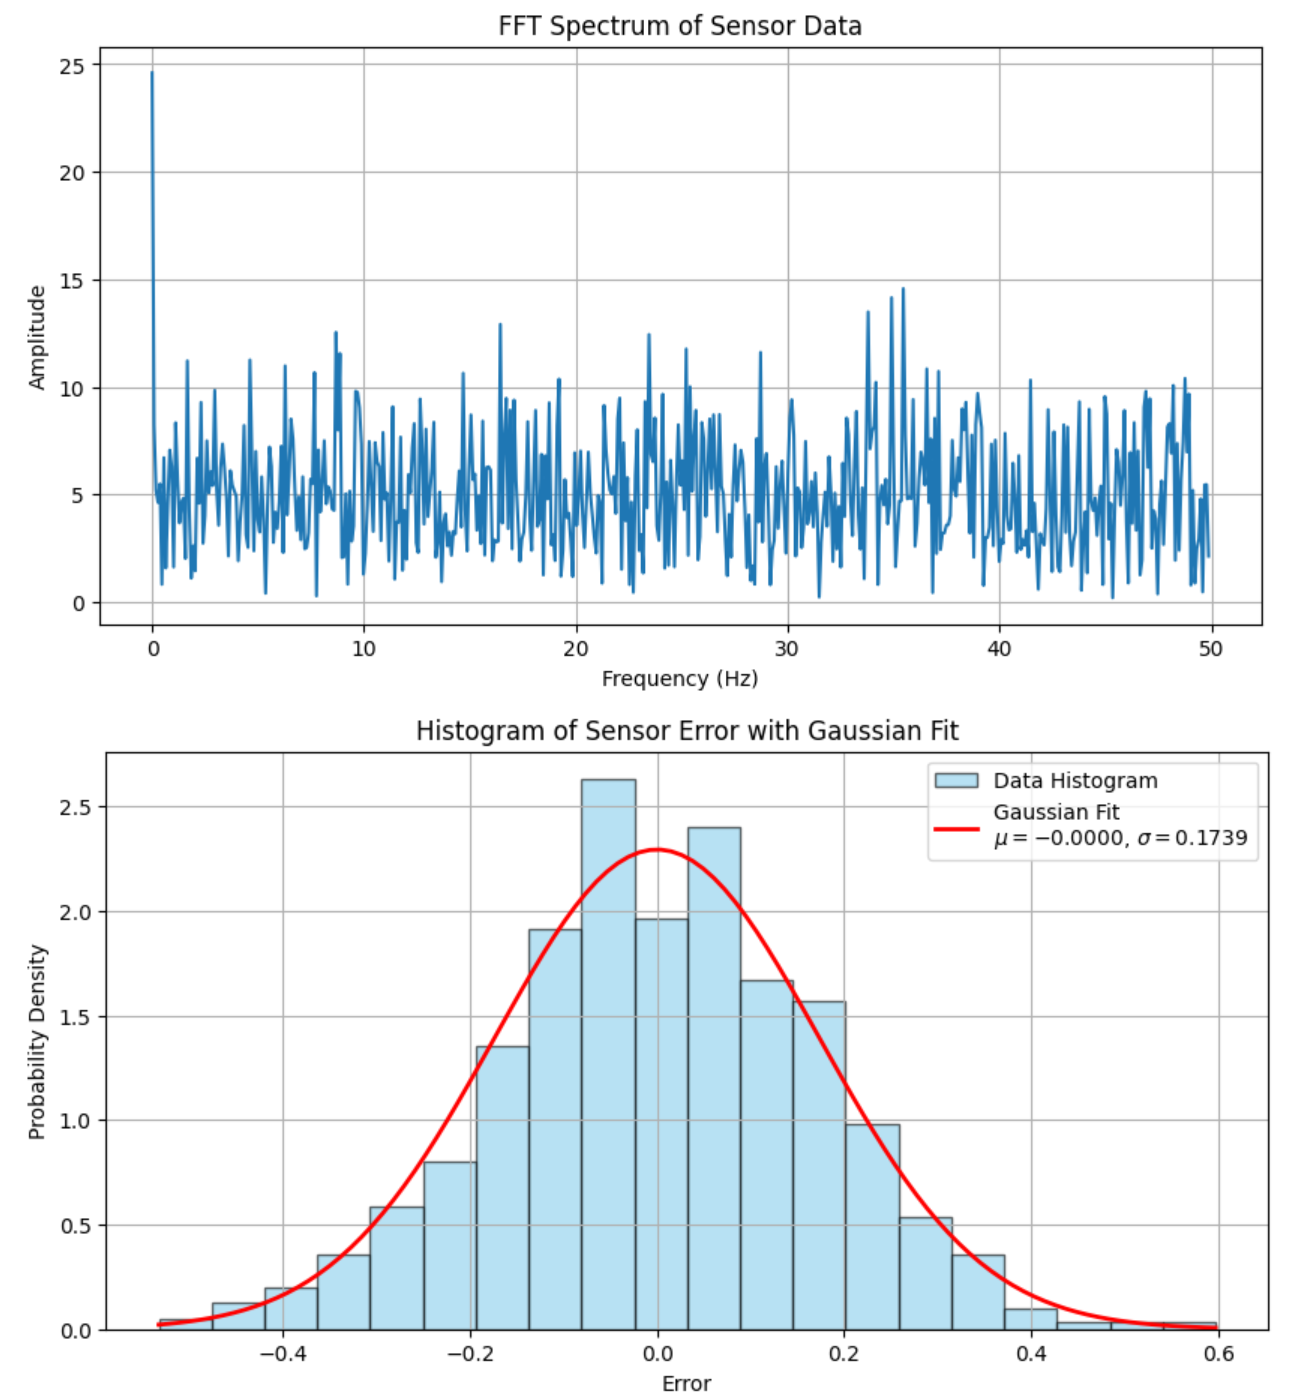 FFT Spectrum of Sensor Data
25
20
15
10
5
0
Amplitude
0 10 20 30 40 50
Frequency (Hz)
Histogram of Sensor Error with Gaussian Fit
Data Histogram
Gaussian Fit
μ = −0.0000, σ = 0.1739
2.5
2.0
1.5
1.0
0.5
0.0
Probability Density
−0.4 −0.2 0.0 0.2 0.4 0.6
Error